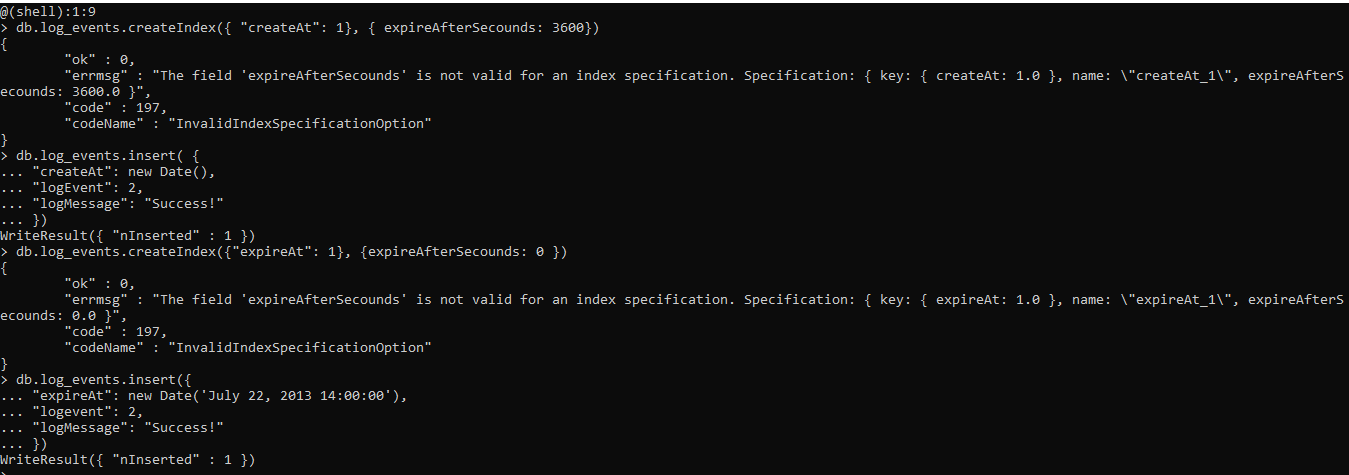 @(shell):1:9
> db.log_events.createIndex({ "createAt": 1}, { expireAfterSecounds: 3600})
{
        "ok" : 0,
        "errmsg" : "The field 'expireAfterSecounds' is not valid for an index specification. Specification: { key: { createAt: 1.0 }, name: \"createAt_1\", expireAfterS
ecounds: 3600.0 }",
        "code" : 197,
        "codeName" : "InvalidIndexSpecificationOption"
}
> db.log_events.insert( {
... "createAt": new Date(),
... "logEvent": 2,
... "logMessage": "Success!"
... })
WriteResult({ "nInserted" : 1 })
> db.log_events.createIndex({"expireAt": 1}, {expireAfterSecounds: 0 })
{
        "ok" : 0,
        "errmsg" : "The field 'expireAfterSecounds' is not valid for an index specification. Specification: { key: { expireAt: 1.0 }, name: \"expireAt_1\", expireAfterS
ecounds: 0.0 }",
        "code" : 197,
        "codeName" : "InvalidIndexSpecificationOption"
}
> db.log_events.insert({
... "expireAt": new Date('July 22, 2013 14:00:00'),
... "logevent": 2,
... "logMessage": "Success!"
... })
WriteResult({ "nInserted" : 1 })
>